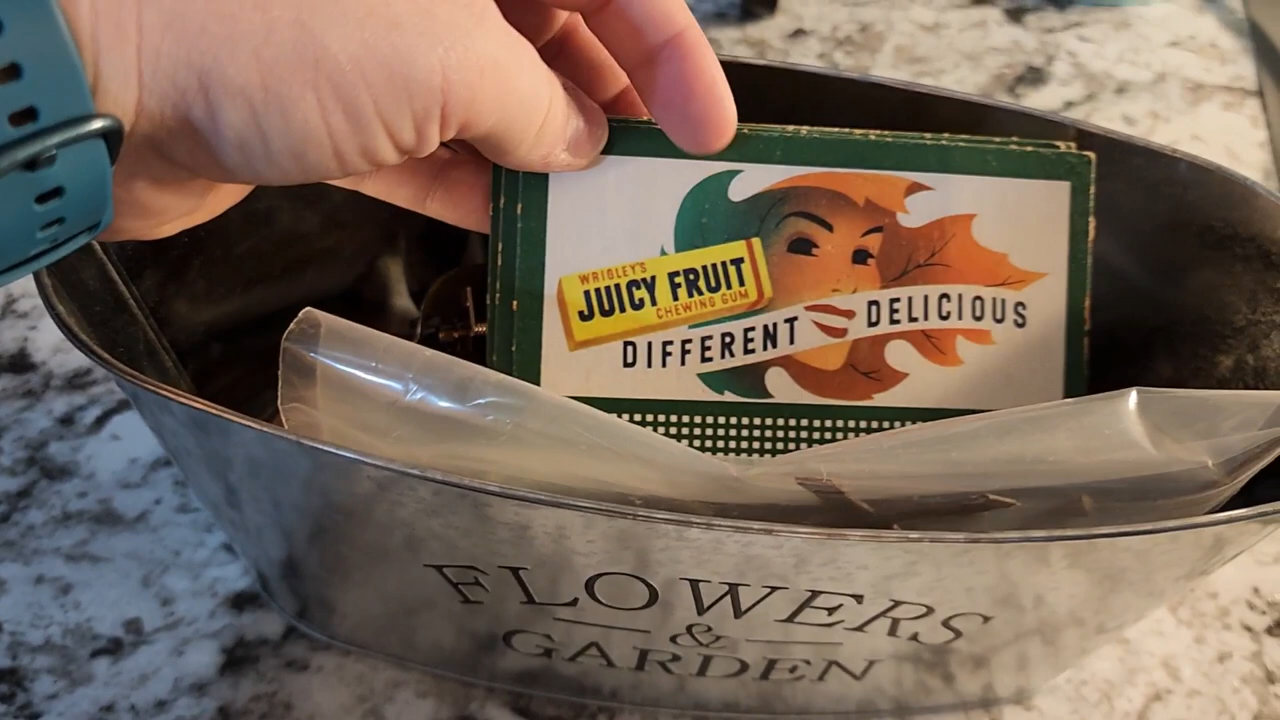 WRIGLEY'S
JUICY FRUIT
CHEWING GUM
DIFFERENT DELICIOUS
FLOWERS
&
GARDEN